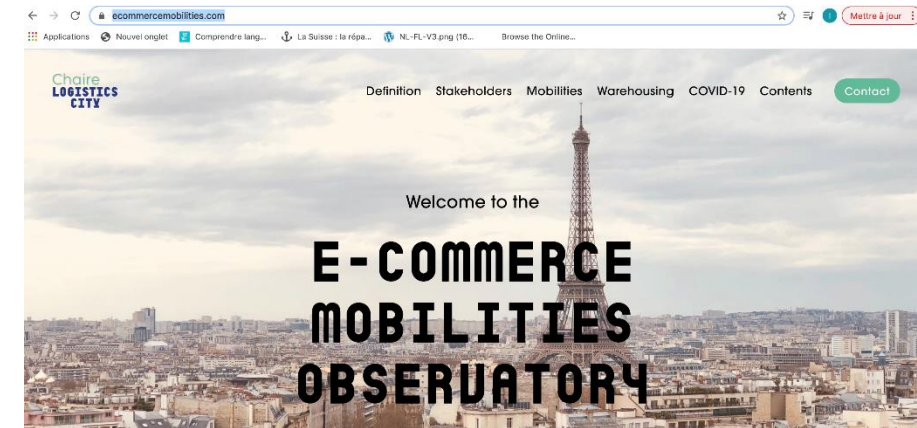 ecommercemobilities.com
Mettre à jour
Applications
Nouvel onglet
Comprendre lang...
La Suisse : la répa...
NL-FL-V3.png (16...
Browse the Online...
Chaire
LOGISTICS
CITY
Definition
Stakeholders
Mobilities
Warehousing
COVID-19
Contents
Contact
Welcome to the
E-COMMERCE
MOBILITIES
OBSERVATORY